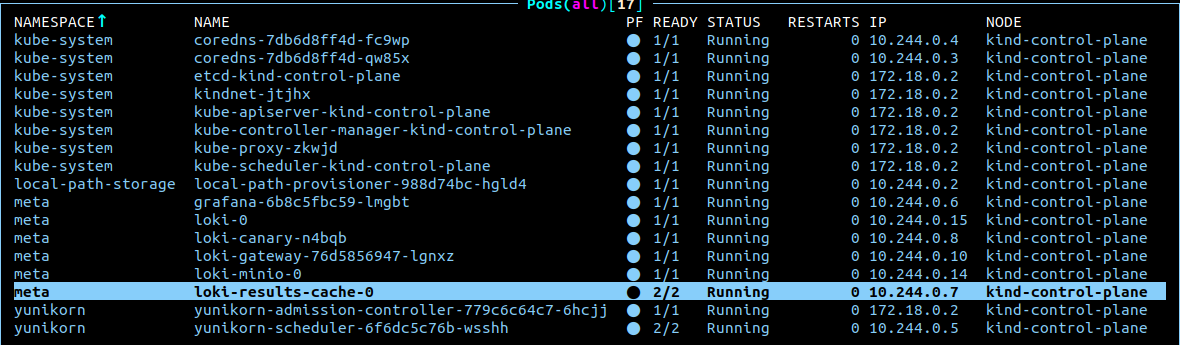 Pods(all)[17]
NAMESPACE↑ NAME PF READY STATUS RESTARTS IP NODE
kube-system coredns-7db6d8ff4d-fc9wp ● 1/1 Running 0 10.244.0.4 kind-control-plane
kube-system coredns-7db6d8ff4d-qw85x ● 1/1 Running 0 10.244.0.3 kind-control-plane
kube-system etcd-kind-control-plane ● 1/1 Running 0 172.18.0.2 kind-control-plane
kube-system kindnet-jtjhx ● 1/1 Running 0 172.18.0.2 kind-control-plane
kube-system kube-apiserver-kind-control-plane ● 1/1 Running 0 172.18.0.2 kind-control-plane
kube-system kube-controller-manager-kind-control-plane ● 1/1 Running 0 172.18.0.2 kind-control-plane
kube-system kube-proxy-zkwjd ● 1/1 Running 0 172.18.0.2 kind-control-plane
kube-system kube-scheduler-kind-control-plane ● 1/1 Running 0 172.18.0.2 kind-control-plane
local-path-storage local-path-provisioner-988d74bc-hgld4 ● 1/1 Running 0 10.244.0.2 kind-control-plane
meta grafana-6b8c5fbc59-lmgbt ● 1/1 Running 0 10.244.0.6 kind-control-plane
meta loki-0 ● 1/1 Running 0 10.244.0.15 kind-control-plane
meta loki-canary-n4bqb ● 1/1 Running 0 10.244.0.8 kind-control-plane
meta loki-gateway-76d5856947-lgnxz ● 1/1 Running 0 10.244.0.10 kind-control-plane
meta loki-minio-0 ● 1/1 Running 0 10.244.0.14 kind-control-plane
meta loki-results-cache-0 ● 2/2 Running 0 10.244.0.7 kind-control-plane
yunikorn yunikorn-admission-controller-779c6c64c7-6hcjj ● 1/1 Running 0 172.18.0.2 kind-control-plane
yunikorn yunikorn-scheduler-6f6dc5c76b-wsshh ● 2/2 Running 0 10.244.0.5 kind-control-plane